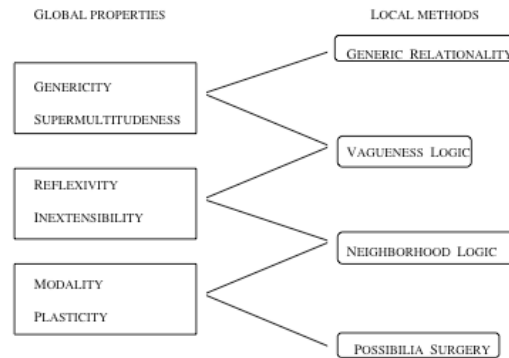 GLOBAL PROPERTIES
LOCAL METHODS
GENERIC RELATIONALITY
GENERICITY
SUPERMULTITUDENESS
VAGUENESS LOGIC
REFLEXIVITY
INEXTENSIBILITY
NEIGHBORHOOD LOGIC
MODALITY
PLASTICITY
POSSIBILIA SURGERY